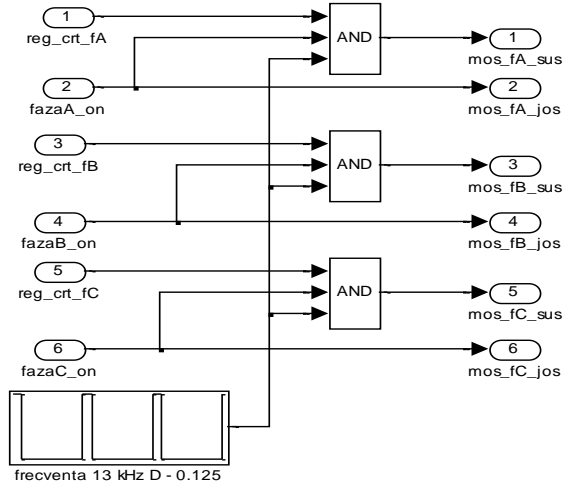 1
reg_crt_fA
AND
1
mos_fA_sus
2
fazaA_on
2
mos_fA_jos
3
reg_crt_fB
AND
3
mos_fB_sus
4
fazaB_on
4
mos_fB_jos
5
reg_crt_fC
AND
5
mos_fC_sus
6
fazaC_on
6
mos_fC_jos
frecventa 13 kHz D - 0.125